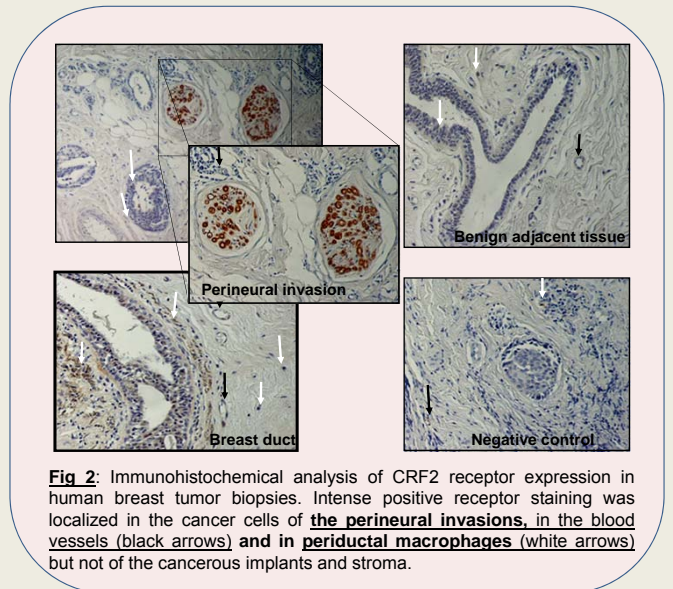 Benign adjacent tissue
Perineural invasion
Breast duct
Negative control
Fig 2: Immunohistochemical analysis of CRF2 receptor expression in
human breast tumor biopsies. Intense positive receptor staining was
localized in the cancer cells of the perineural invasions, in the blood
vessels (black arrows) and in periductal macrophages (white arrows)
but not of the cancerous implants and stroma.